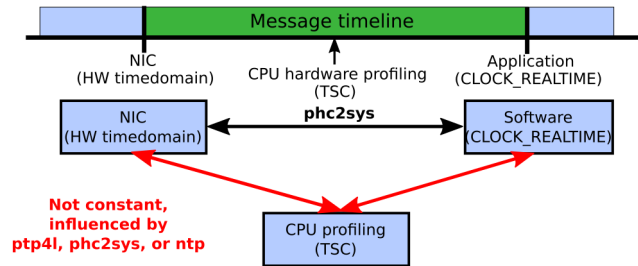 Message timeline
NIC
(HW timedomain)
CPU hardware profiling
(TSC)
Application
(CLOCK_REALTIME)
phc2sys
NIC
(HW timedomain)
Software
(CLOCK_REALTIME)
Not constant,
influenced by
ptp4l, phc2sys, or ntp
CPU profiling
(TSC)